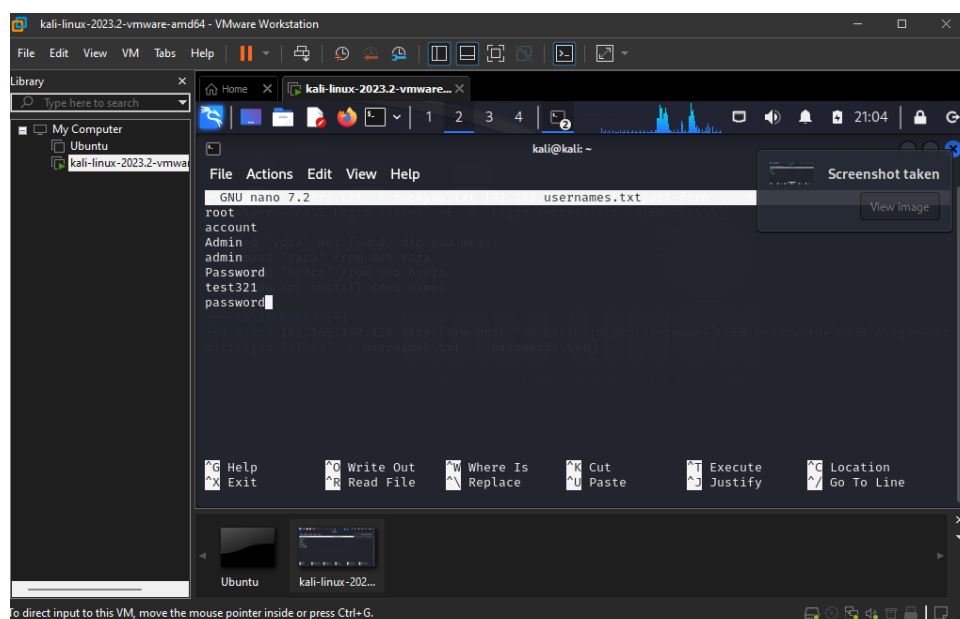 kali-linux-2023.2-vmware-amd64 - VMware Workstation
File Edit View VM Tabs Help
Library
Type here to search
My Computer
Ubuntu
kali-linux-2023.2-vmwar
Home
kali-linux-2023.2-vmware...
1 2 3 4
21:04
kali@kali: ~
File Actions Edit View Help
Screenshot taken
View image
GNU nano 7.2 usernames.txt
root
account
Admin
admin
Password
test321
password
^G Help ^O Write Out ^W Where Is ^K Cut ^T Execute ^C Location
^X Exit ^R Read File ^\ Replace ^U Paste ^J Justify ^/ Go To Line
Ubuntu
kali-linux-202...
To direct input to this VM, move the mouse pointer inside or press Ctrl+G.